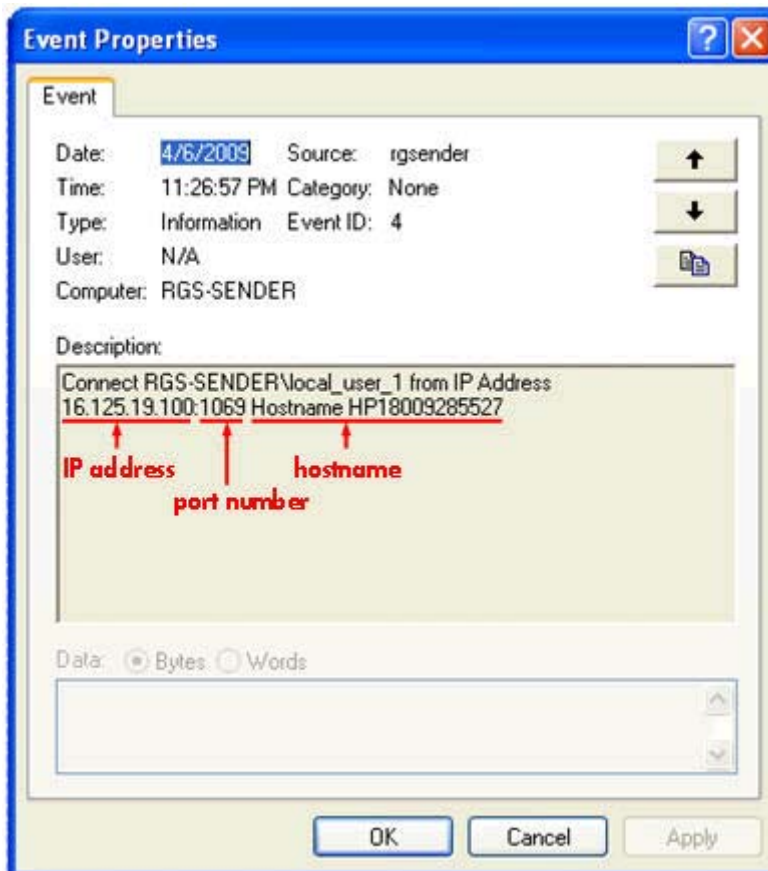 Event Properties
Event
Date: 4/6/2009 Source: rgsender
Time: 11:26:57 PM Category: None
Type: Information Event ID: 4
User: N/A
Computer: RGS-SENDER
Description:
Connect RGS-SENDER\local_user_1 from IP Address
16.125.19.100:1069 Hostname HP18009285527
IP address hostname
port number
Data: Bytes Words
OK Cancel Apply